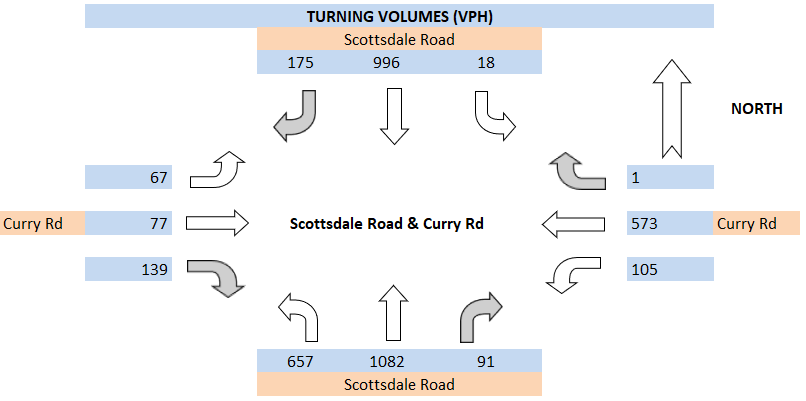 TURNING VOLUMES (VPH)
Scottsdale Road
175 996 18
NORTH
67 1
Curry Rd 77 Scottsdale Road & Curry Rd 573 Curry Rd
139 105
657 1082 91
Scottsdale Road